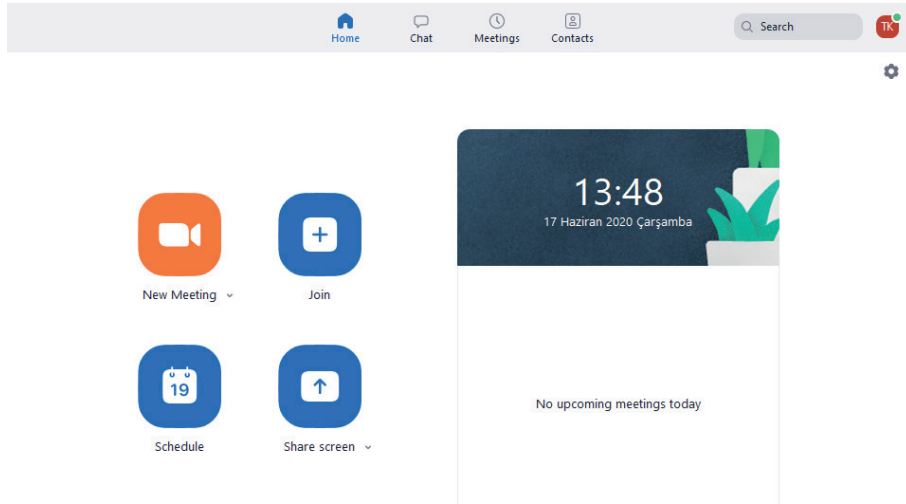 Home
Chat
Meetings
Contacts
Search
TK
13:48
17 Haziran 2020 Çarşamba
New Meeting
Join
19
Schedule
Share screen
No upcoming meetings today